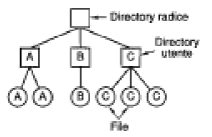 Directory radice
Directory
utente
A B C
A A B C C C
File